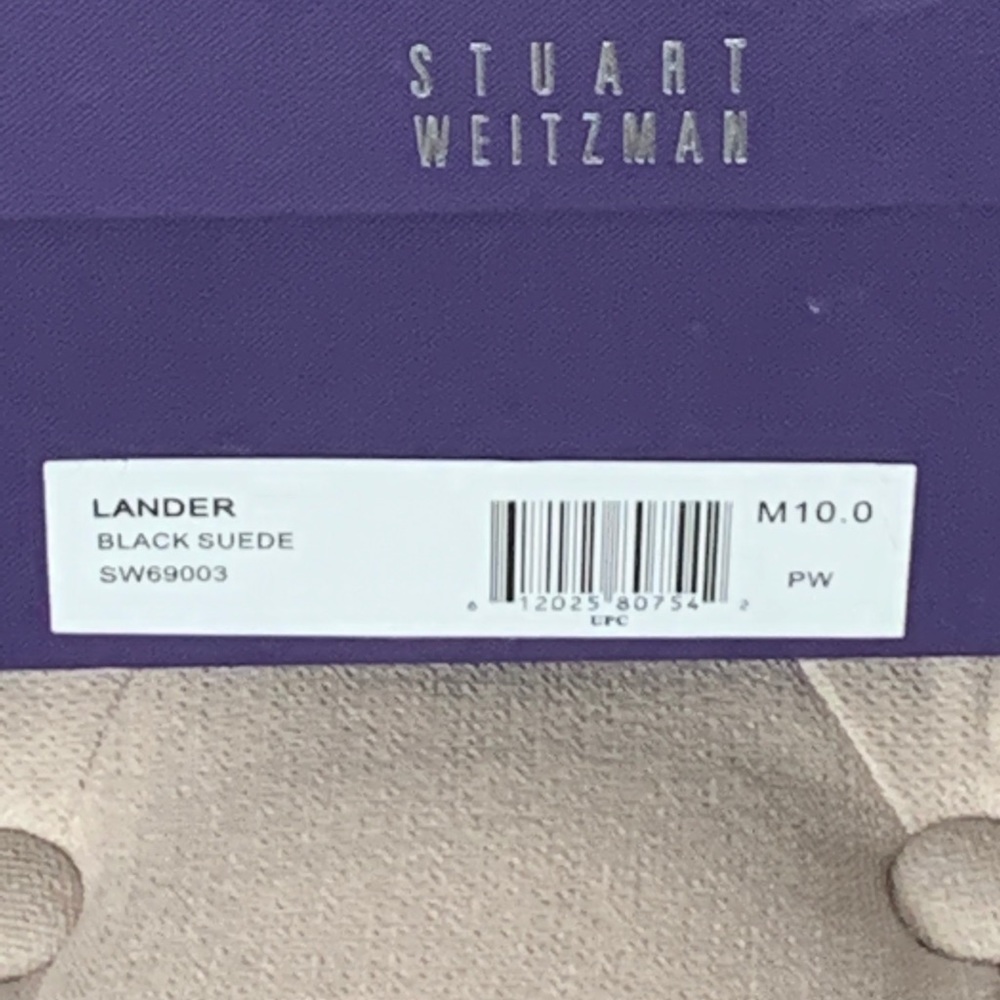 STUART
WEITZMAN
LANDER
BLACK SUEDE
SW69003
6 12025 80754 2
UPC
M10.0
PW